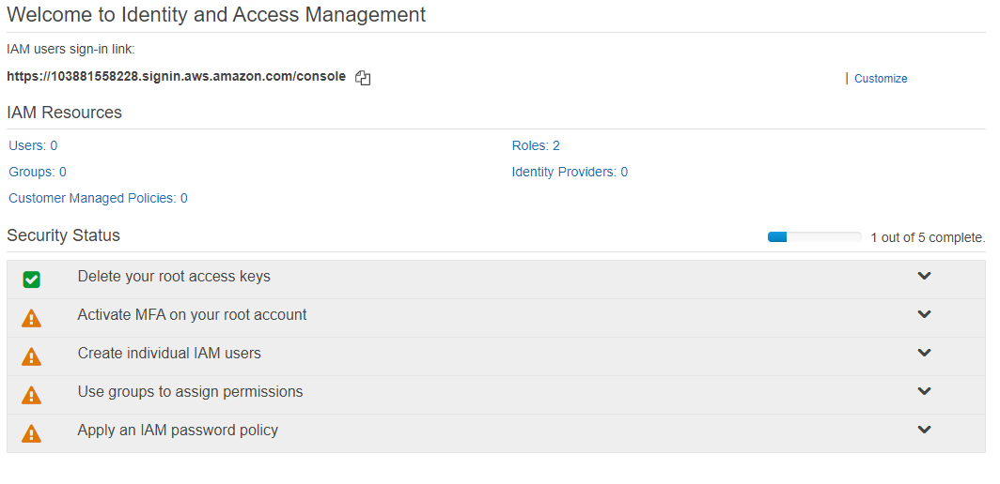 Welcome to Identity and Access Management
IAM users sign-in link:
https://103881558228.signin.aws.amazon.com/console
| Customize
IAM Resources
Users: 0
Roles: 2
Groups: 0
Identity Providers: 0
Customer Managed Policies: 0
Security Status
1 out of 5 complete.
Delete your root access keys
Activate MFA on your root account
Create individual IAM users
Use groups to assign permissions
Apply an IAM password policy